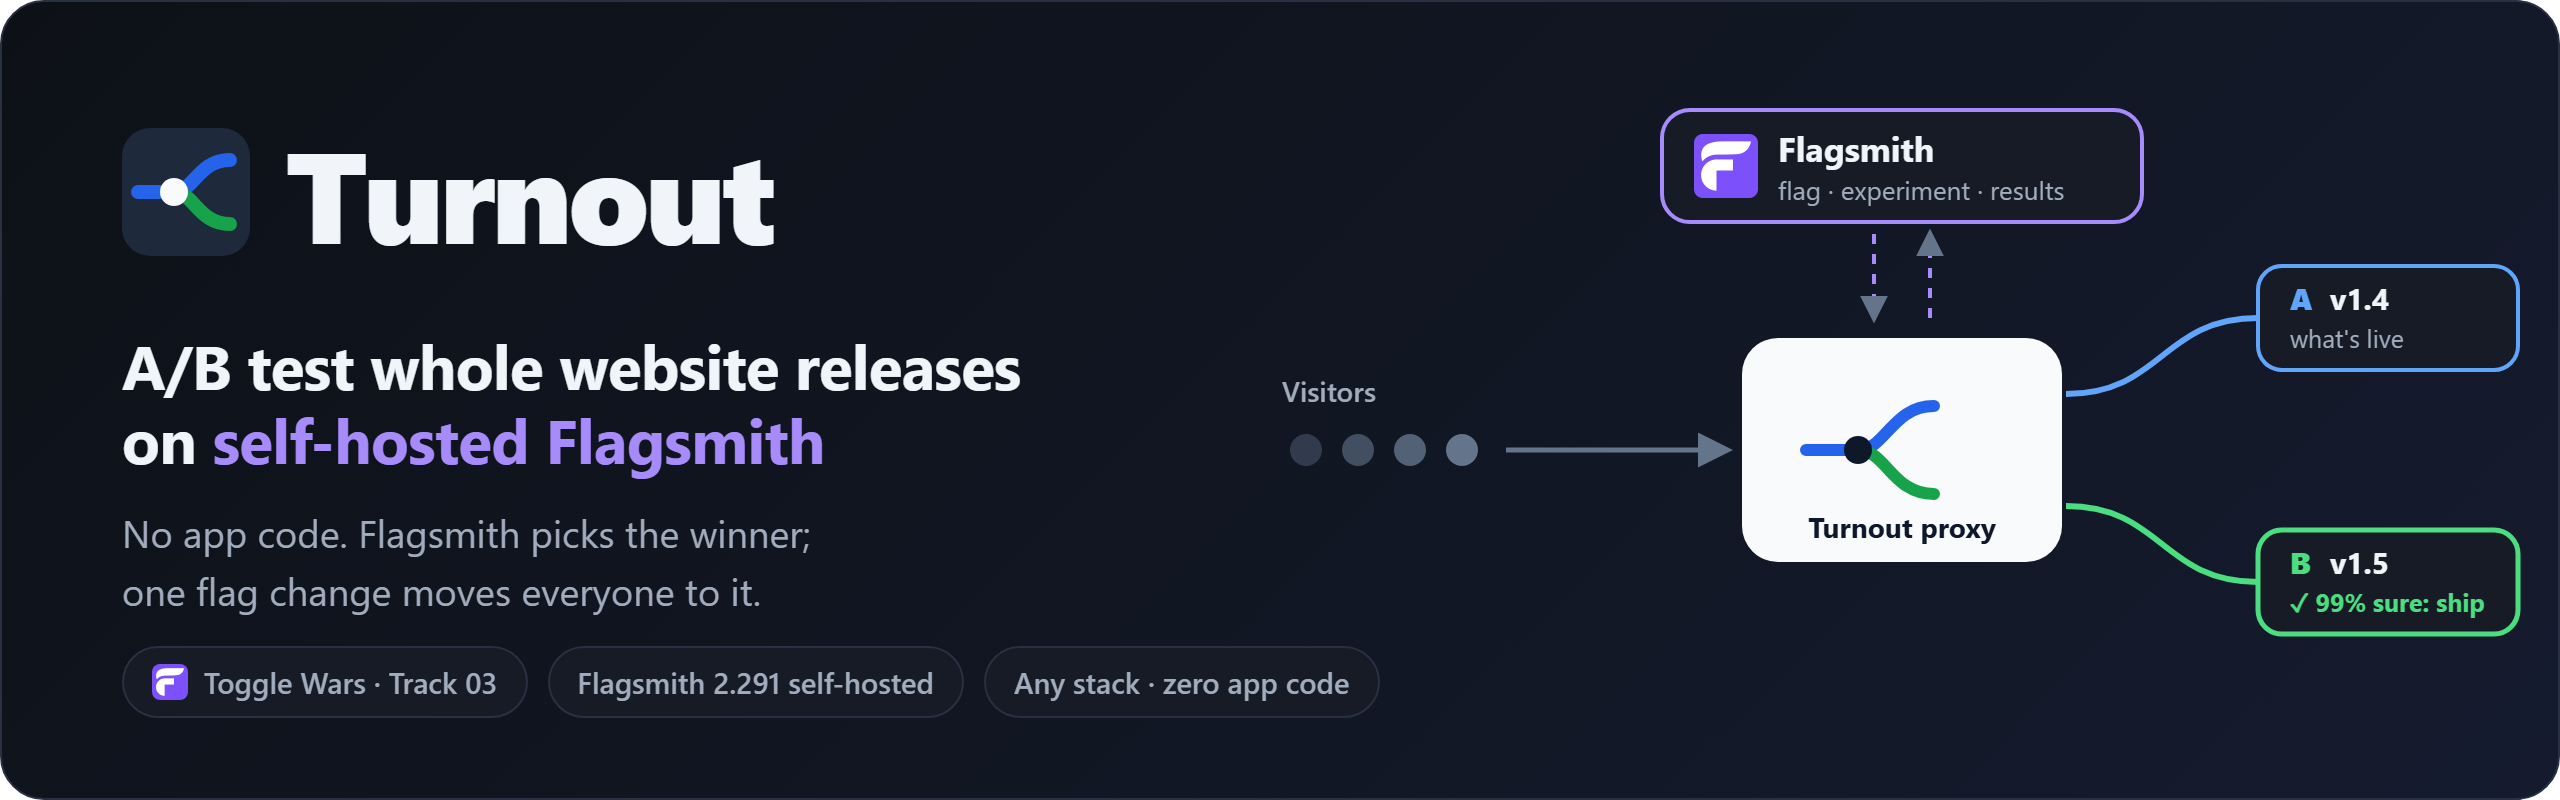 Turnout
A/B test whole website releases
on self-hosted Flagsmith
No app code. Flagsmith picks the winner;
one flag change moves everyone to it.
Toggle Wars · Track 03
Flagsmith 2.291 self-hosted
Any stack · zero app code
Visitors
Flagsmith
flag · experiment · results
Turnout proxy
A v1.4
what's live
B v1.5
✓ 99% sure: ship